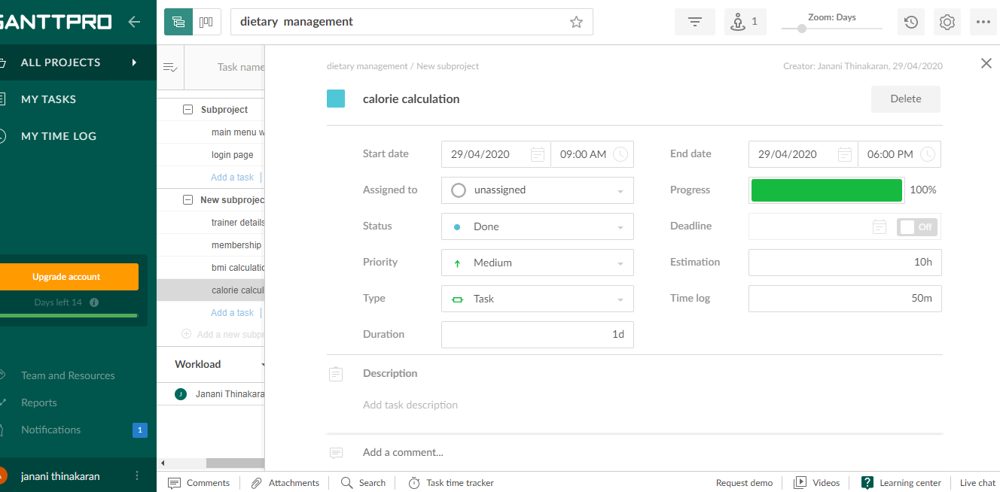 GANTTPRO
dietary management
1
Zoom: Days
ALL PROJECTS
MY TASKS
MY TIME LOG
Upgrade account
Days left 14
Team and Resources
Reports
Notifications
1
janani thinakaran
Task name
Subproject
main menu w
login page
Add a task
New subprojec
trainer details
membership
bmi calculatio
calorie calcul
Add a task
Add a new subpr
Workload
J
Janani Thinakara
dietary management / New subproject
Creator: Janani Thinakaran, 29/04/2020
calorie calculation
Delete
Start date
29/04/2020
09:00 AM
End date
29/04/2020
06:00 PM
Assigned to
unassigned
Progress
100%
Status
Done
Deadline
Off
Priority
Medium
Estimation
10h
Type
Task
Time log
50m
Duration
1d
Description
Add task description
Add a comment...
Comments
Attachments
Search
Task time tracker
Request demo
Videos
Learning center
Live chat